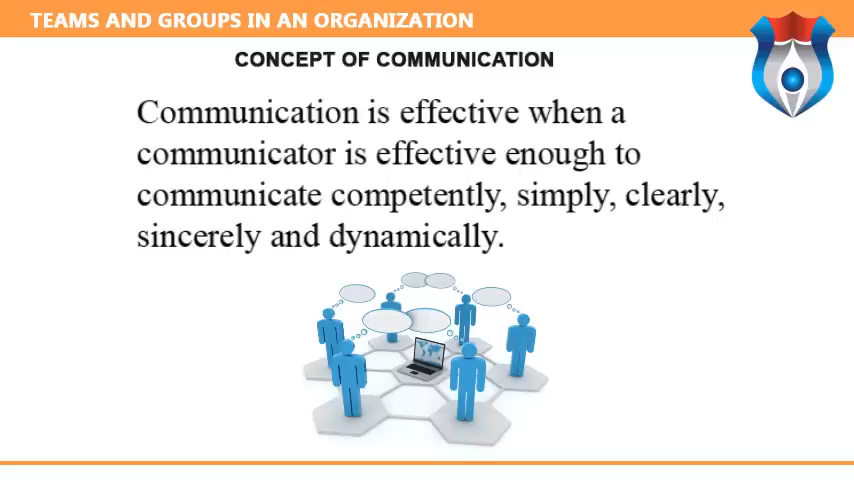 TEAMS AND GROUPS IN AN ORGANIZATION
CONCEPT OF COMMUNICATION
Communication is effective when a
communicator is effective enough to
communicate competently, simply, clearly,
sincerely and dynamically.